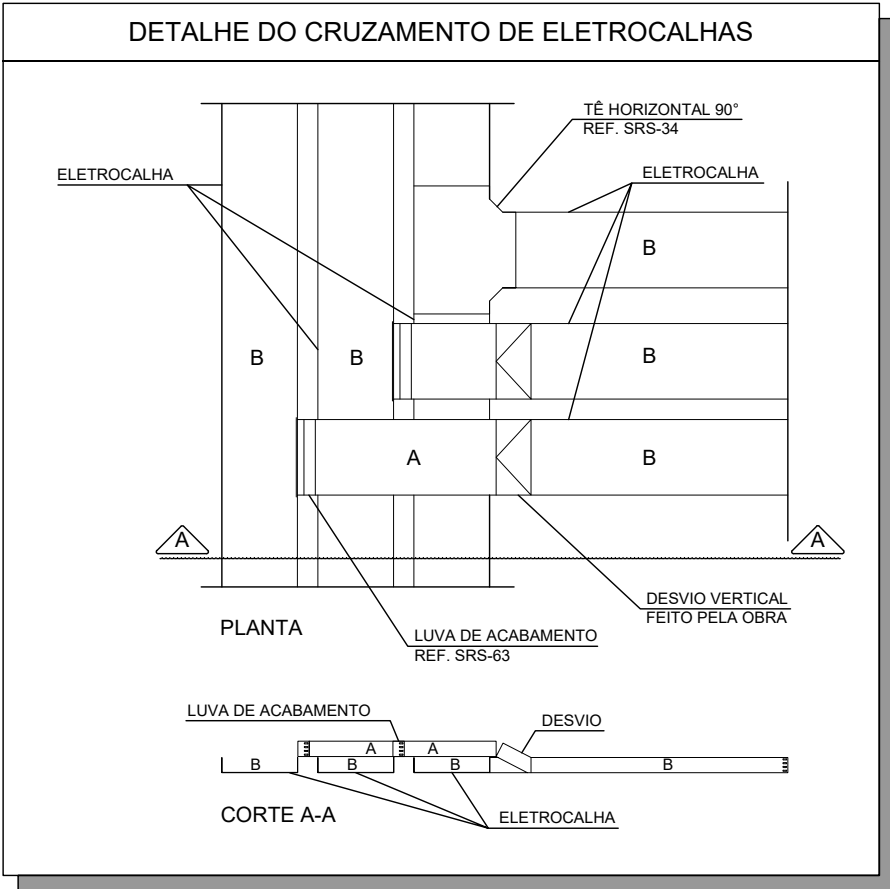 DETALHE DO CRUZAMENTO DE ELETROCALHAS
TÊ HORIZONTAL 90°
REF. SRS-34
ELETROCALHA
ELETROCALHA
B
B
B
B
A
B
A
A
DESVIO VERTICAL
FEITO PELA OBRA
PLANTA
LUVA DE ACABAMENTO
REF. SRS-63
LUVA DE ACABAMENTO
DESVIO
A
A
B
B
B
B
CORTE A-A
ELETROCALHA